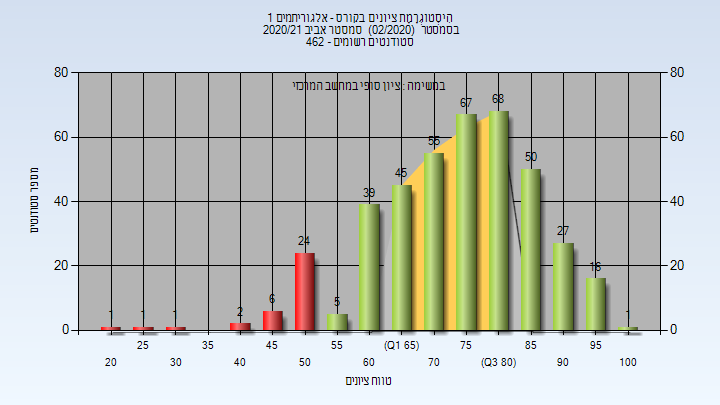 היסטוגרמת ציונים בקורס - אלגוריתמים 1
בסמסטר (02/2020) סמסטר אביב 2020/21
סטודנטים רשומים - 462
במשימה : ציון סופי במחשב המרכזי
80 80
60 60
40 40
20 20
0 0
מספר סטודנטים
1 1 1 2 6 24 5 39 45 55 67 68 50 27 16 1
25 35 45 55 (Q1 65) 75 85 95
20 30 40 50 60 70 (Q3 80) 90 100
טווח ציונים